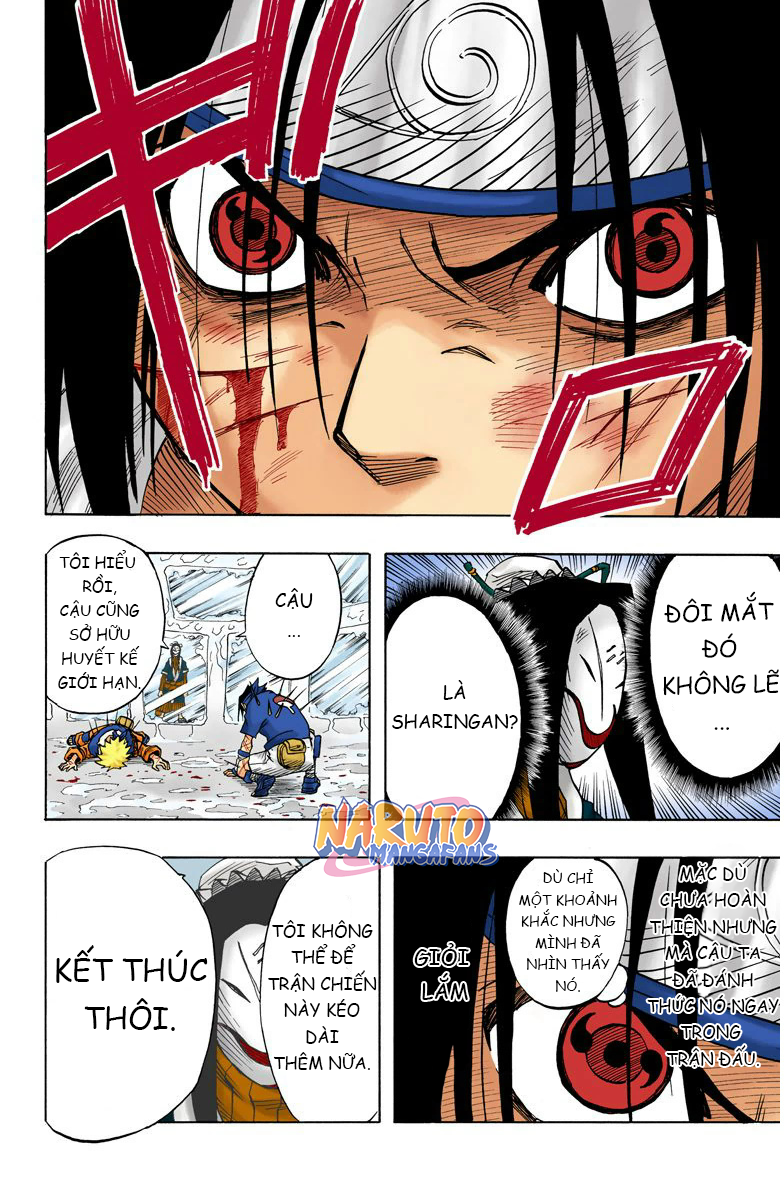 ギロ
ĐÔI MẮT
ĐÓ
KHÔNG LẼ
...
LÀ
SHARINGAN?
CẬU
...
TÔI HIỂU
RỒI,
CẬU CŨNG
SỞ HỮU
HUYẾT KẾ
GIỚI HẠN.
NARUTO
MANGAFANS
MẶC DÙ
CHƯA HOÀN
THIỆN NHƯNG
MÀ CẬU TA
ĐÃ ĐÁNH
THỨC NÓ NGAY
TRONG
TRẬN ĐẤU.
DÙ CHỈ
MỘT KHOẢNH
KHẮC NHƯNG
MÌNH ĐÃ
NHÌN THẤY
NÓ.
GIỎI
LẮM
TÔI KHÔNG
THỂ ĐỂ
TRẬN CHIẾN
NÀY KÉO
DÀI
THÊM NỮA.
KẾT THÚC
THÔI.